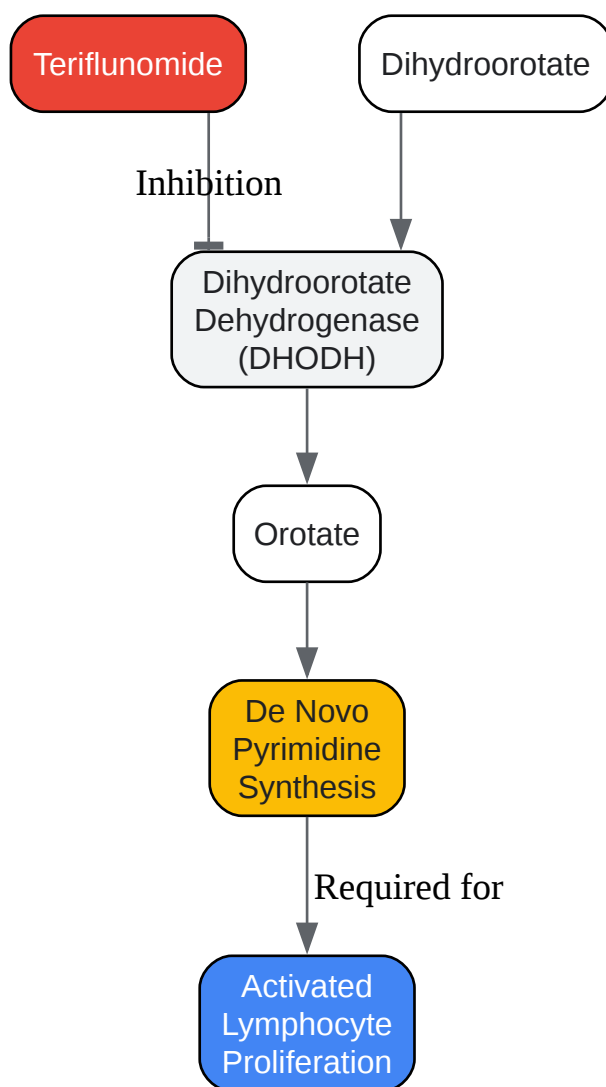 Teriflunomide
Dihydroorotate
Inhibition
Dihydroorotate
Dehydrogenase
(DHODH)
Orotate
De Novo
Pyrimidine
Synthesis
Required for
Activated
Lymphocyte
Proliferation